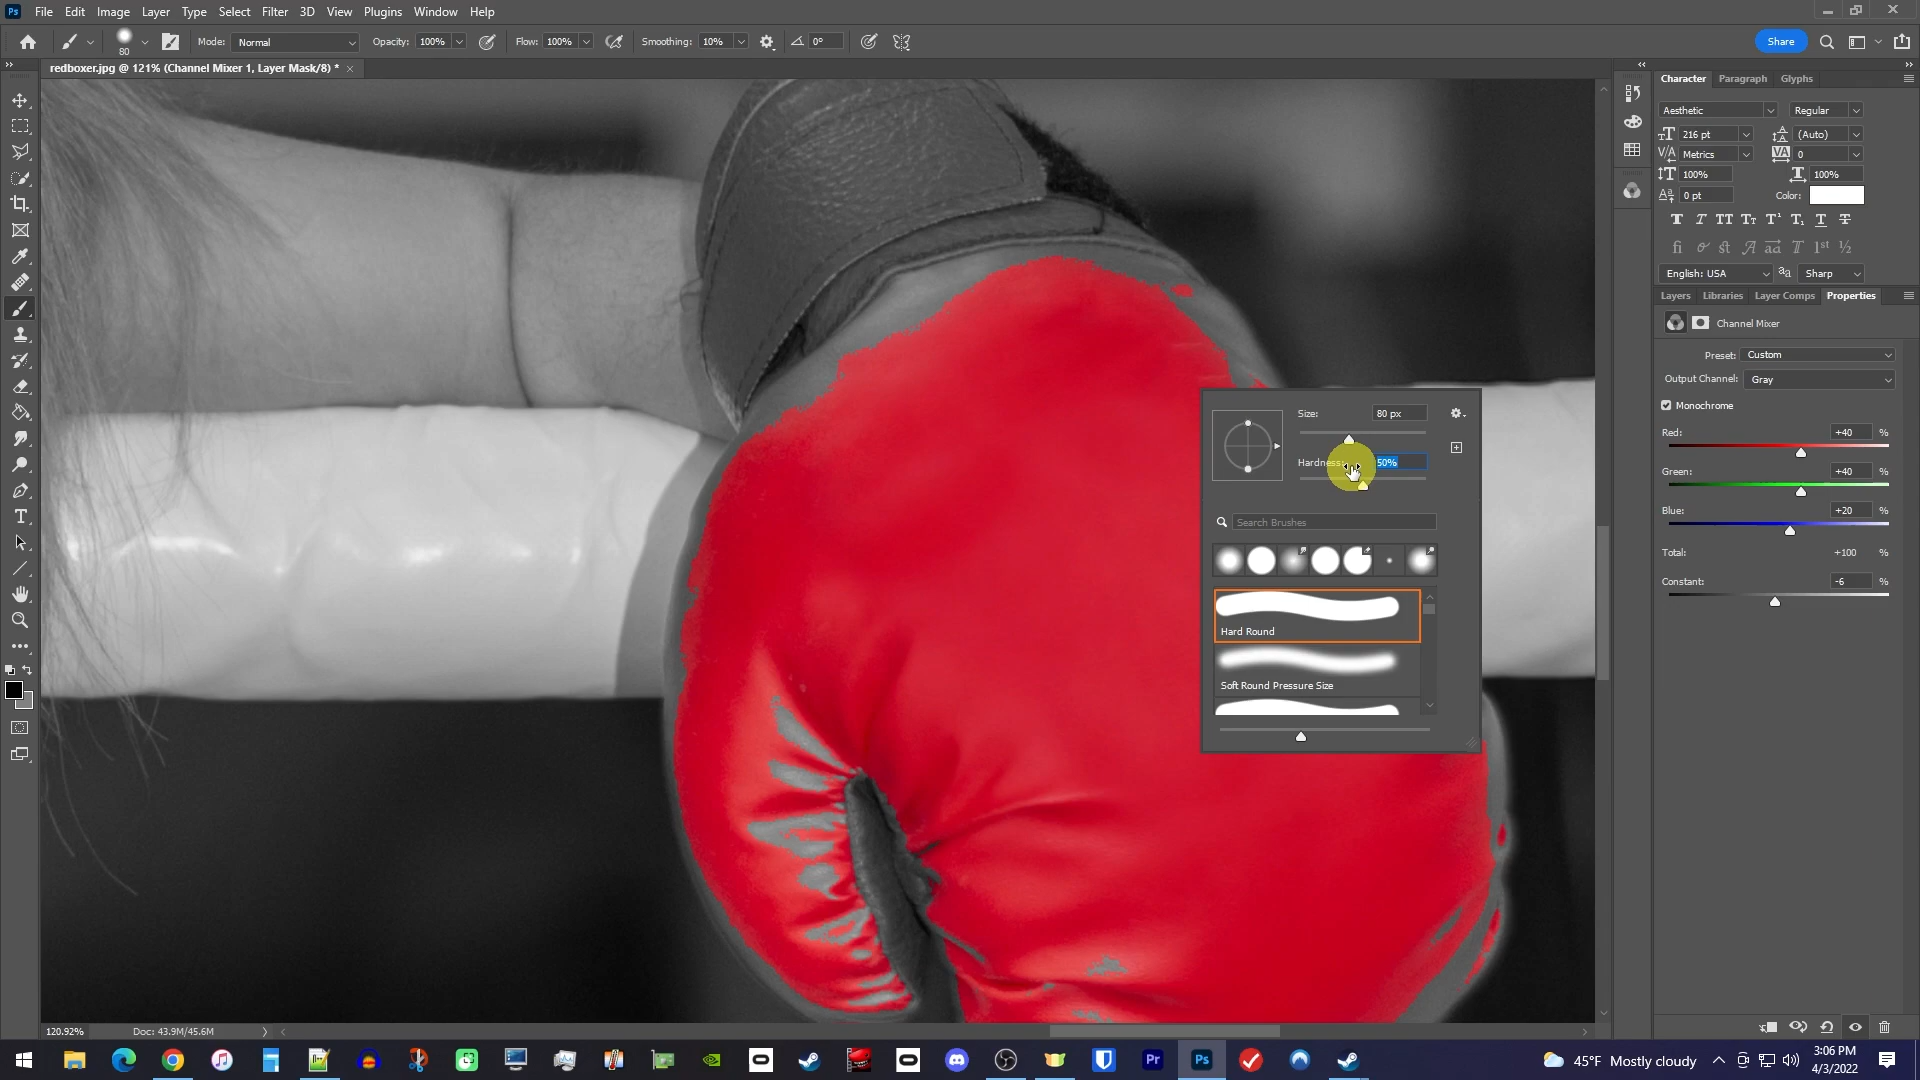 Ps File Edit Image Layer Type Select Filter 3D View Plugins Window Help
80 Mode: Normal Opacity: 100% Flow: 100% Smoothing: 10% 0° Share
redboxer.jpg @ 121% (Channel Mixer 1, Layer Mask/8) * ×
Character Paragraph Glyphs
Aesthetic Regular
216 pt (Auto)
Metrics 0
100% 100%
0 pt Color:
English: USA Sharp
Layers Libraries Layer Comps Properties
Channel Mixer
Preset: Custom
Output Channel: Gray
Monochrome
Red: +40 %
Green: +40 %
Blue: +20 %
Total: +100 %
Constant: -6 %
Size: 80 px
Hardness: 50%
Search Brushes
Hard Round
Soft Round Pressure Size
120.92% Doc: 43.9M/45.6M
Pr Ps 45°F Mostly cloudy 3:06 PM
4/3/2022